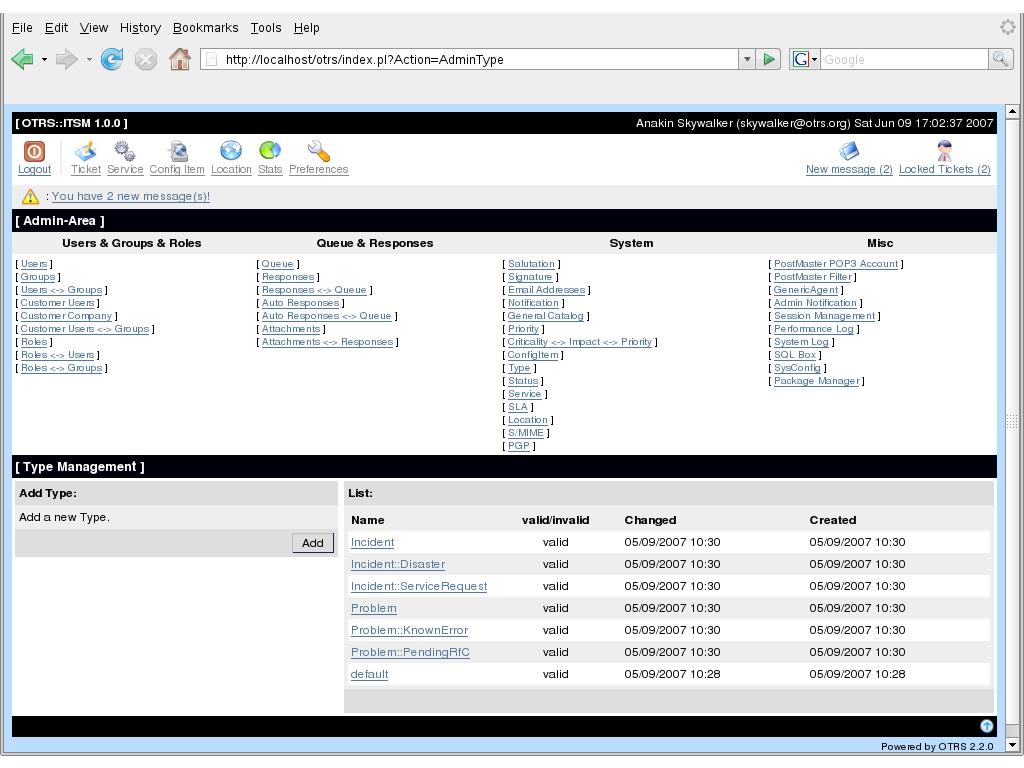 File Edit View History Bookmarks Tools Help
http://localhost/otrs/index.pl?Action=AdminType
G Google
[ OTRS::ITSM 1.0.0 ] Anakin Skywalker (skywalker@otrs.org) Sat Jun 09 17:02:37 2007
Logout Ticket Service Config Item Location Stats Preferences New message (2) Locked Tickets (2)
: You have 2 new message(s)!
[ Admin-Area ]
Users & Groups & Roles Queue & Responses System Misc
[ Users ] [ Queue ] [ Salutation ] [ PostMaster POP3 Account ]
[ Groups ] [ Responses ] [ Signature ] [ PostMaster Filter ]
[ Users <-> Groups ] [ Responses <-> Queue ] [ Email Addresses ] [ GenericAgent ]
[ Customer Users ] [ Auto Responses ] [ Notification ] [ Admin Notification ]
[ Customer Company ] [ Auto Responses <-> Queue ] [ General Catalog ] [ Session Management ]
[ Customer Users <-> Groups ] [ Attachments ] [ Priority ] [ Performance Log ]
[ Roles ] [ Attachments <-> Responses ] [ Criticality <-> Impact <-> Priority ] [ System Log ]
[ Roles <-> Users ] [ ConfigItem ] [ SQL Box ]
[ Roles <-> Groups ] [ Type ] [ SysConfig ]
[ Status ] [ Package Manager ]
[ Service ]
[ SLA ]
[ Location ]
[ S/MIME ]
[ PGP ]
[ Type Management ]
Add Type:
Add a new Type.
Add
List:
Name valid/invalid Changed Created
Incident valid 05/09/2007 10:30 05/09/2007 10:30
Incident::Disaster valid 05/09/2007 10:30 05/09/2007 10:30
Incident::ServiceRequest valid 05/09/2007 10:30 05/09/2007 10:30
Problem valid 05/09/2007 10:30 05/09/2007 10:30
Problem::KnownError valid 05/09/2007 10:30 05/09/2007 10:30
Problem::PendingRfC valid 05/09/2007 10:30 05/09/2007 10:30
default valid 05/09/2007 10:28 05/09/2007 10:28
Powered by OTRS 2.2.0